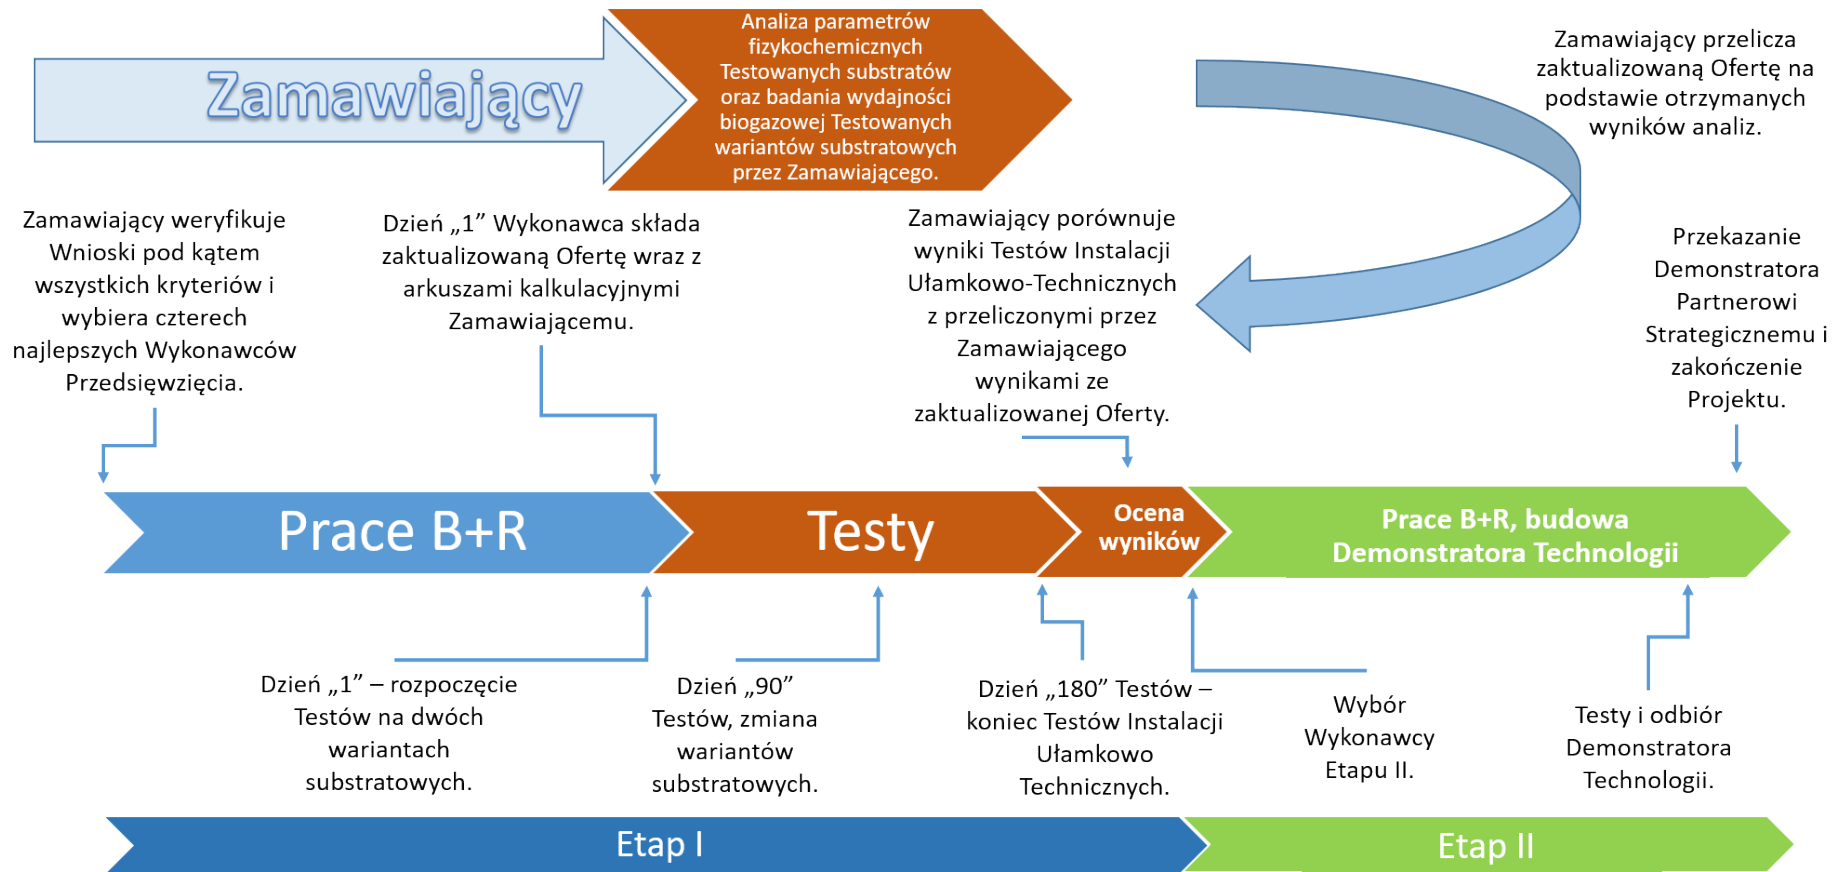 Zamawiający
Analiza parametrów
fizykochemicznych
Testowanych substratów
oraz badania wydajności
biogazowej Testowanych
wariantów substratowych
przez Zamawiającego.
Zamawiający przelicza
zaktualizowaną Ofertę na
podstawie otrzymanych
wyników analiz.
Zamawiający weryfikuje
Wnioski pod kątem
wszystkich kryteriów i
wybiera czterech
najlepszych Wykonawców
Przedsięwzięcia.
Dzień „1” Wykonawca składa
zaktualizowaną Ofertę wraz z
arkuszami kalkulacyjnymi
Zamawiającemu.
Zamawiający porównuje
wyniki Testów Instalacji
Ułamkowo-Technicznych
z przeliczonymi przez
Zamawiającego
wynikami ze
zaktualizowanej Oferty.
Przekazanie
Demonstratora
Partnerowi
Strategicznemu i
zakończenie
Projektu.
Prace B+R
Testy
Ocena
wyników
Prace B+R, budowa
Demonstratora Technologii
Dzień „1” – rozpoczęcie
Testów na dwóch
wariantach
substratowych.
Dzień „90”
Testów, zmiana
wariantów
substratowych.
Dzień „180” Testów –
koniec Testów Instalacji
Ułamkowo
Technicznych.
Wybór
Wykonawcy
Etapu II.
Testy i odbiór
Demonstratora
Technologii.
Etap I
Etap II